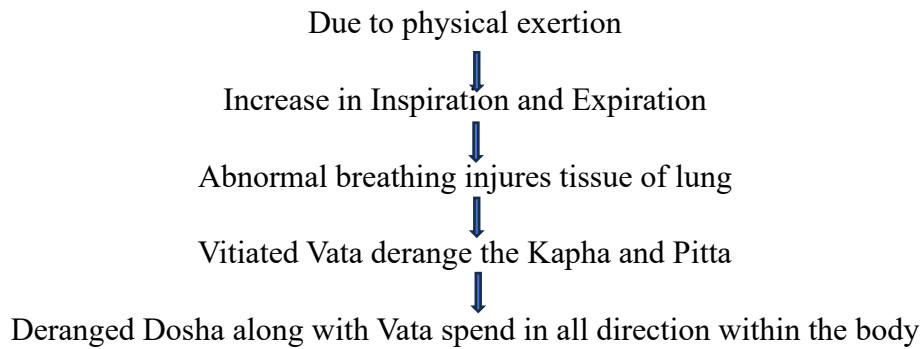 Due to physical exertion
Increase in Inspiration and Expiration
Abnormal breathing injures tissue of lung
Vitiated Vata derange the Kapha and Pitta
Deranged Dosha along with Vata spend in all direction within the body